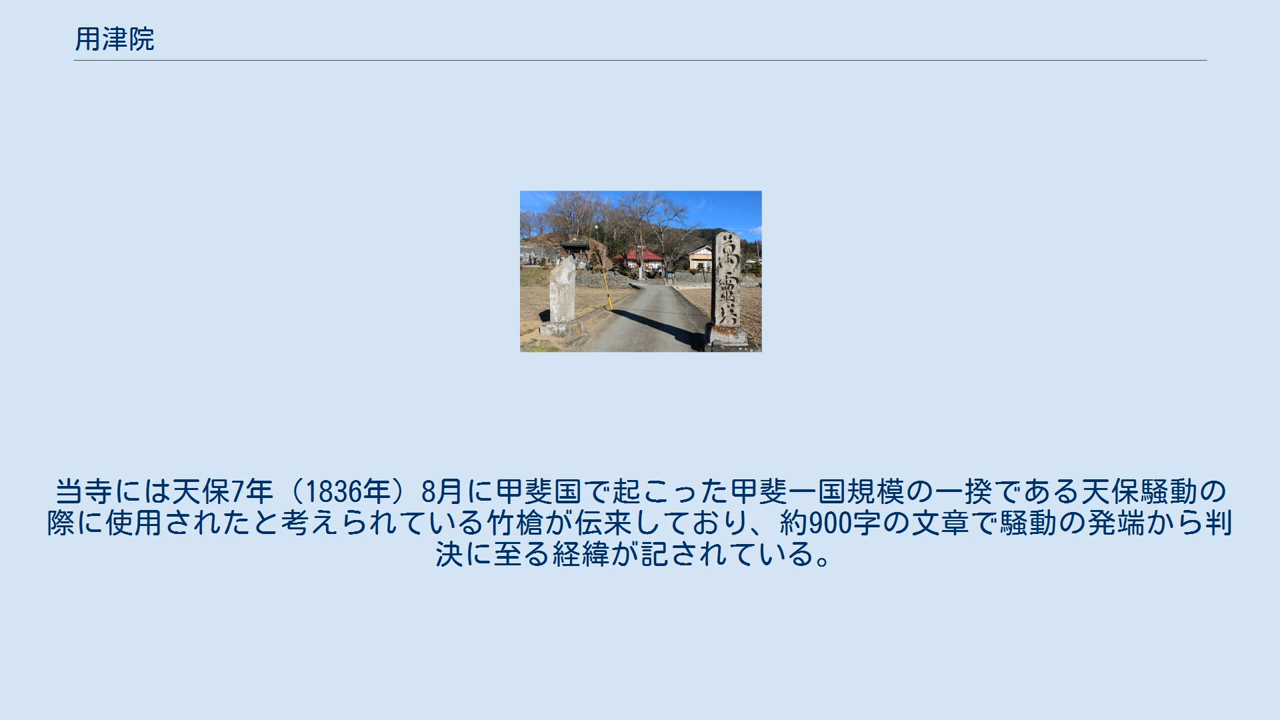 用津院
萬霊塔
当寺には天保7年（1836年）8月に甲斐国で起こった甲斐一国規模の一揆である天保騒動の
際に使用されたと考えられている竹槍が伝来しており、約900字の文章で騒動の発端から判
決に至る経緯が記されている。